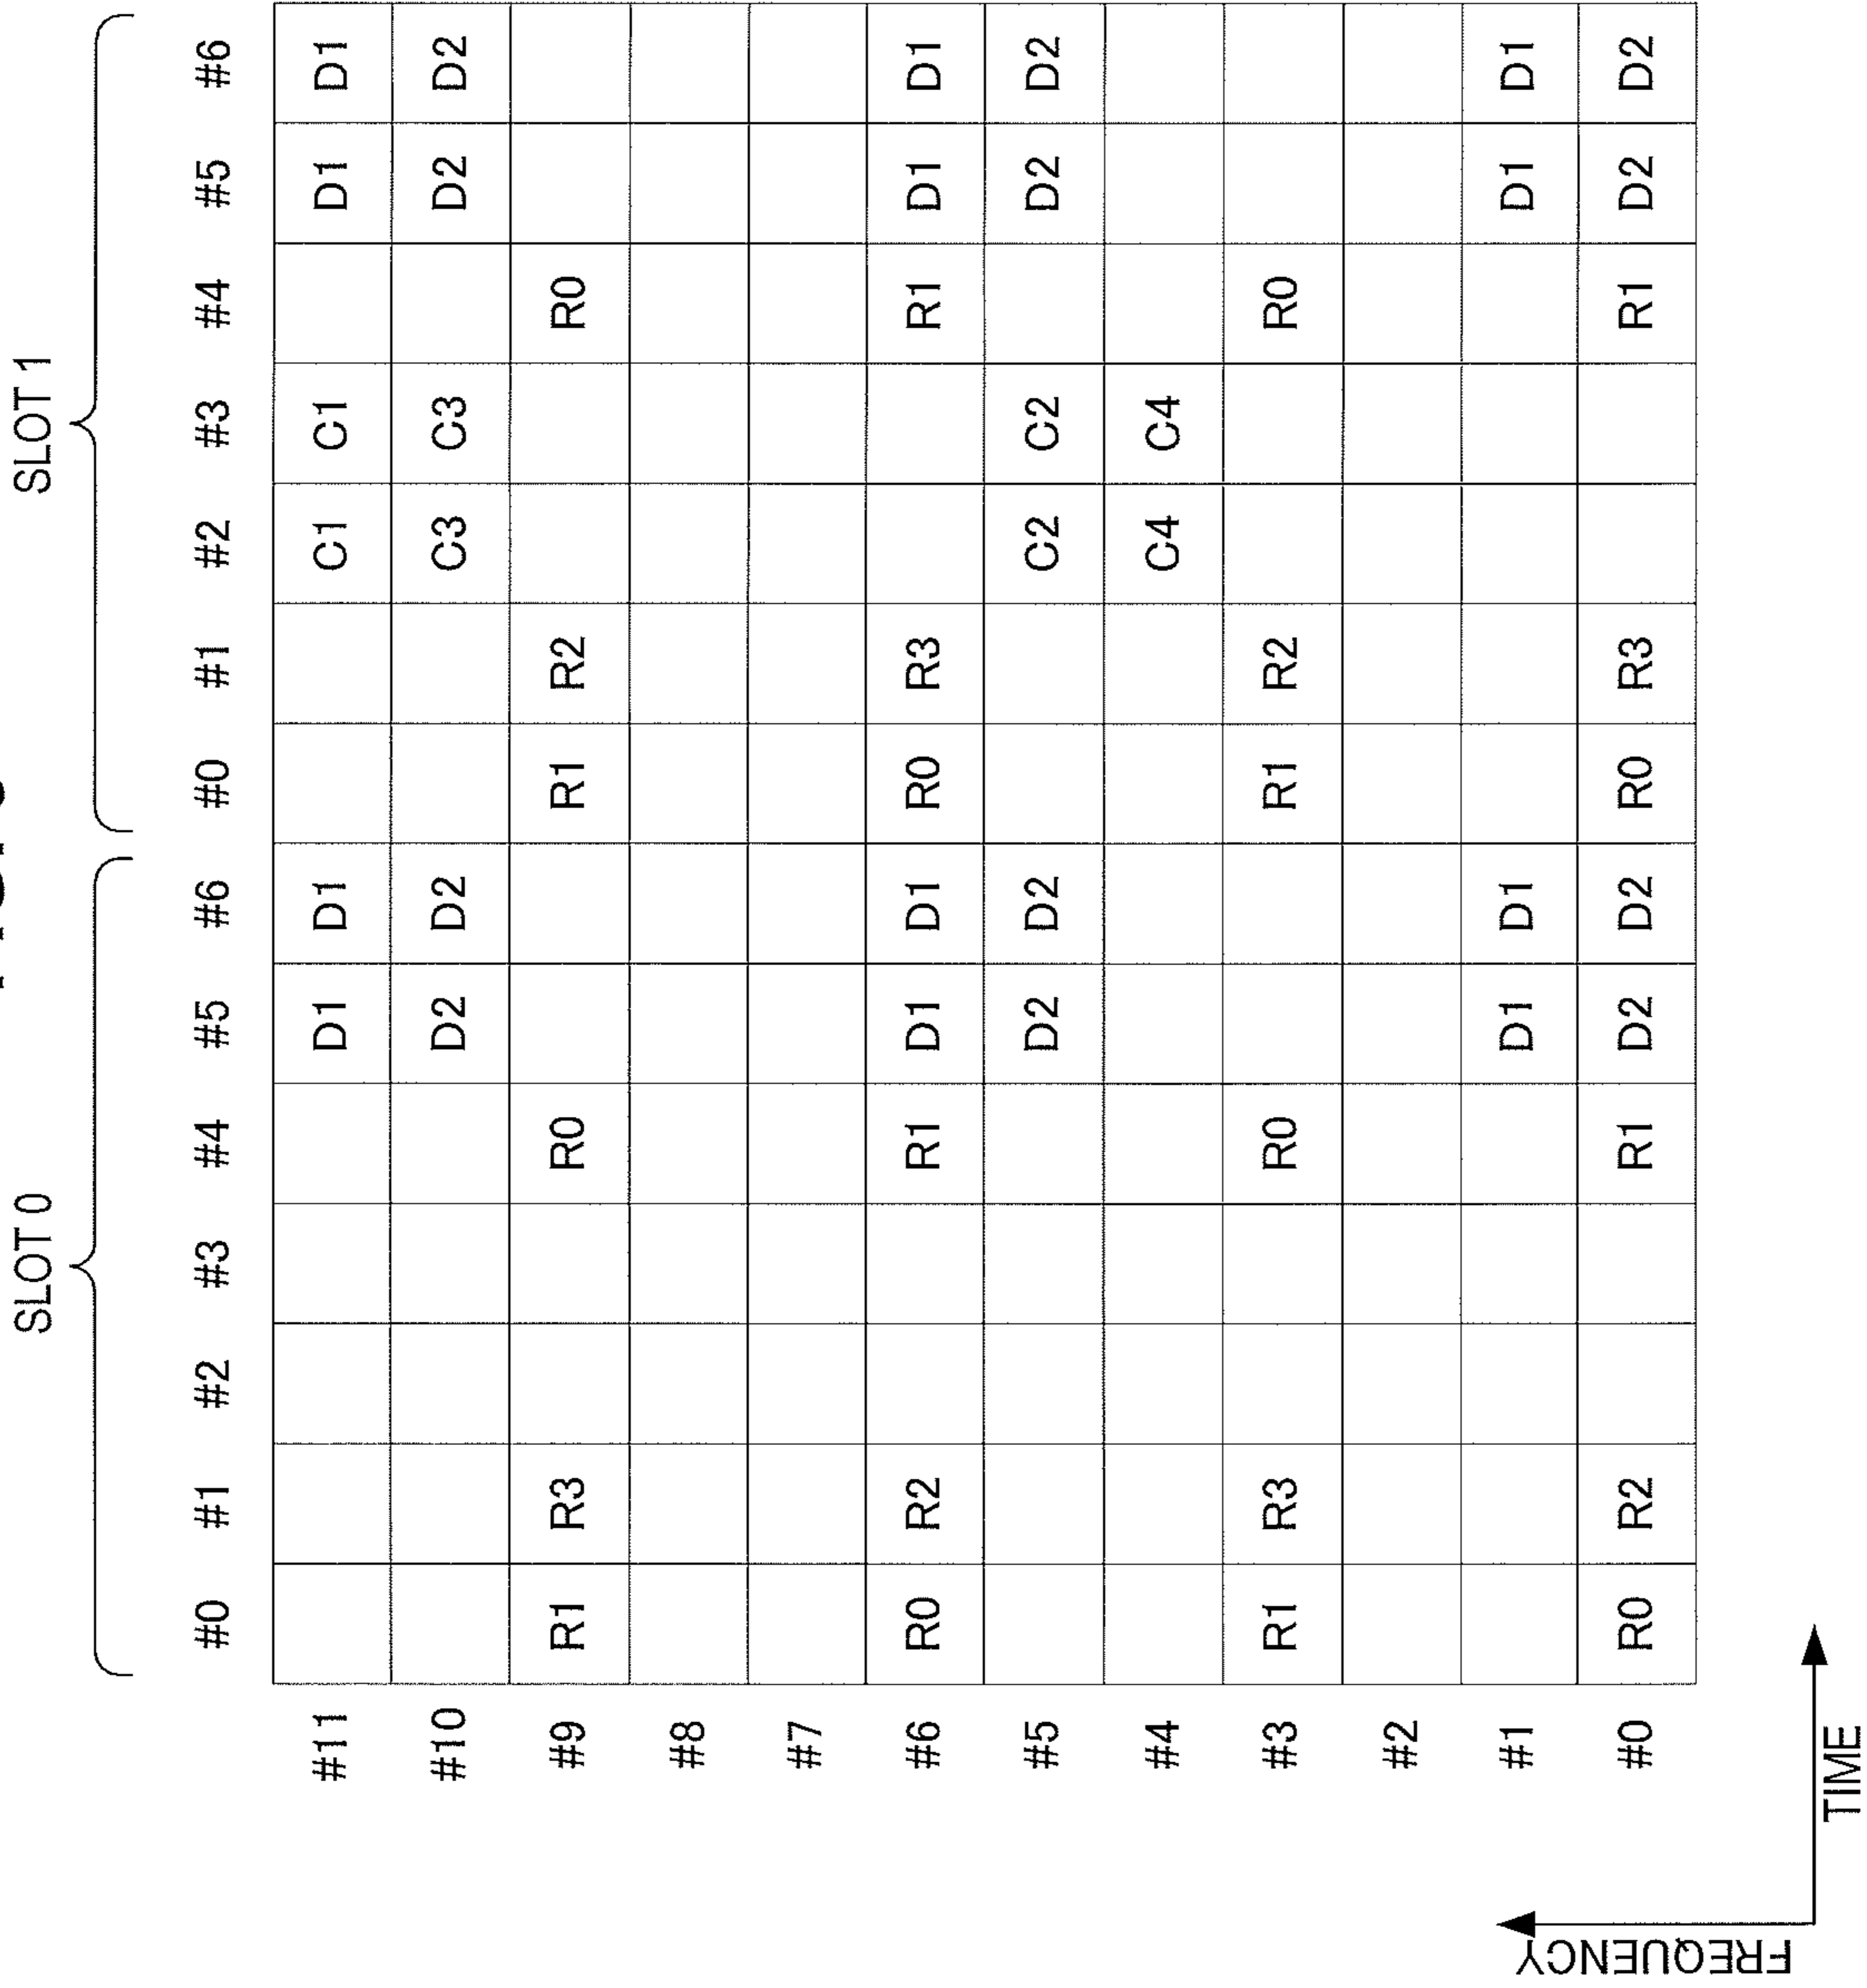 SLOT 0 SLOT 1
#0 #1 #2 #3 #4 #5 #6 #0 #1 #2 #3 #4 #5 #6
#11 D1 D1 C1 C1 D1 D1
#10 D2 D2 C3 C3 D2 D2
#9 R1 R3 R0 R1 R2 R0
#8
#7
#6 R0 R2 R1 D1 D1 R0 R3 R1 D1 D1
#5 D2 D2 C2 C2 D2 D2
#4 C4 C4
#3 R1 R3 R0 R1 R2 R0
#2
#1 D1 D1 D1 D1
#0 R0 R2 R1 D2 D2 R0 R3 R1 D2 D2
FREQUENCY
TIME